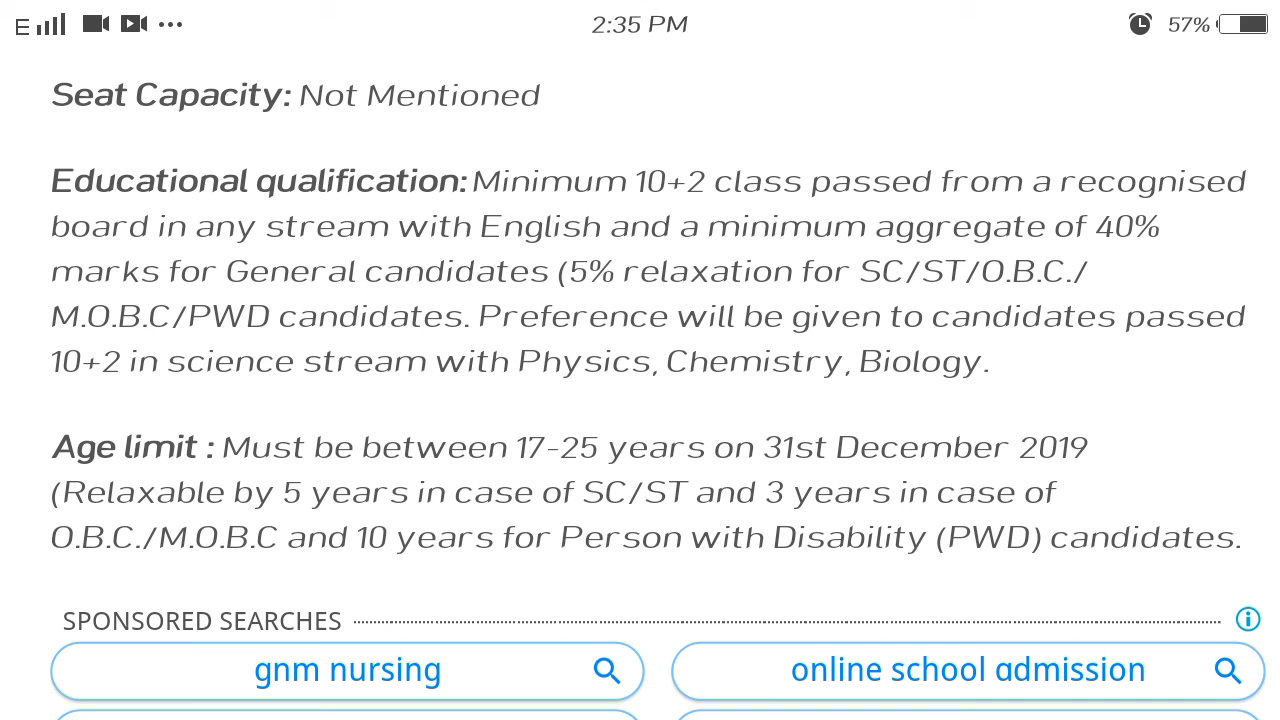 E 2:35 PM 57%
Seat Capacity: Not Mentioned
Educational qualification: Minimum 10+2 class passed from a recognised
board in any stream with English and a minimum aggregate of 40%
marks for General candidates (5% relaxation for SC/ST/O.B.C./
M.O.B.C/PWD candidates. Preference will be given to candidates passed
10+2 in science stream with Physics, Chemistry, Biology.
Age limit : Must be between 17-25 years on 31st December 2019
(Relaxable by 5 years in case of SC/ST and 3 years in case of
O.B.C./M.O.B.C and 10 years for Person with Disability (PWD) candidates.
SPONSORED SEARCHES
gnm nursing online school admission